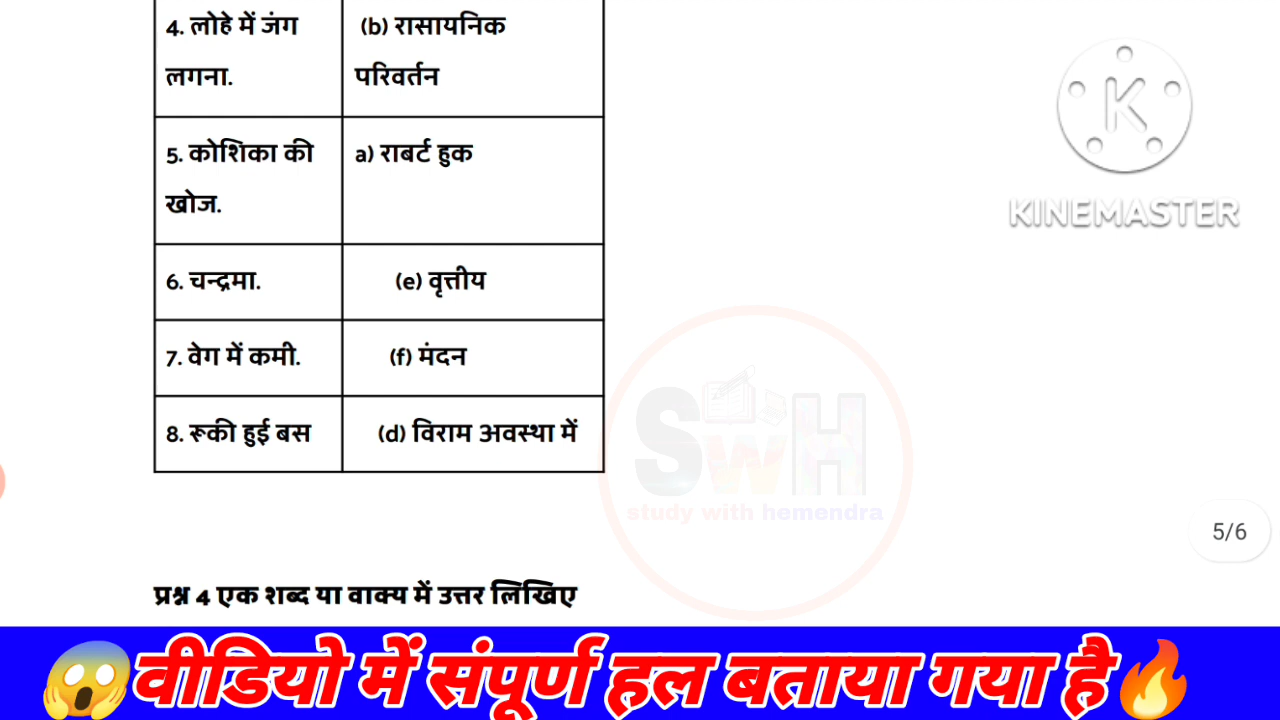 4. लोहे में जंग
लगना.
(b) रासायनिक
परिवर्तन
5. कोशिका की
खोज.
a) राबर्ट हुक
6. चन्द्रमा.
(e) वृत्तीय
7. वेग में कमी.
(f) मंदन
8. रूकी हुई बस
(d) विराम अवस्था में
K
KINEMASTER
SWH
study with hemendra
5/6
प्रश्न 4 एक शब्द या वाक्य में उत्तर लिखिए
😱वीडियो में संपूर्ण हल बताया गया है🔥